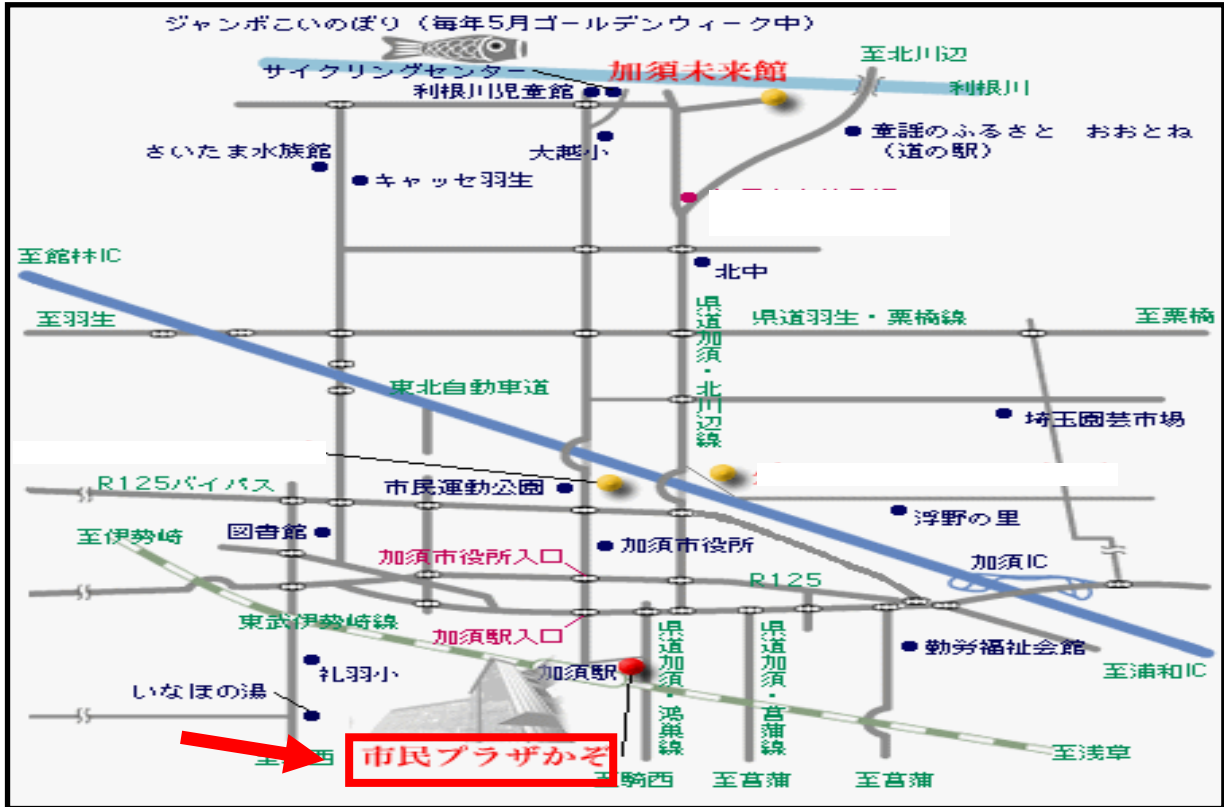 ジャンボこいのぼり（毎年5月ゴールデンウィーク中）
至北川辺
サイクリングセンター
加須未来館
利根川児童館
利根川
大越小
童謡のふるさと　おおとね
（道の駅）
さいたま水族館
キャッセ羽生
至館林IC
北中
至羽生
県道加須・北川辺線
県道羽生・栗橋線
至栗橋
東北自動車道
埼玉園芸市場
R125バイパス
市民運動公園
浮野の里
至伊勢崎
図書館
加須市役所入口
加須市役所
加須IC
R125
東武伊勢崎線
加須駅入口
県道加須・鴻巣線
県道加須・菖蒲線
勤労福祉会館
礼羽小
加須駅
至浦和IC
いなほの湯
市民プラザかぞ
至騎西
至菖蒲
至菖蒲
至浅草